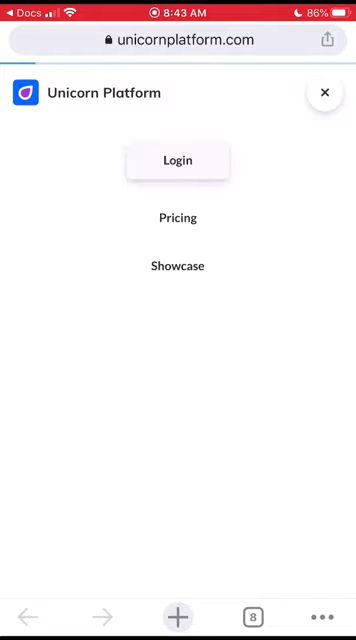 Docs
8:43 AM
86%
unicornplatform.com
Unicorn Platform
Login
Pricing
Showcase
8